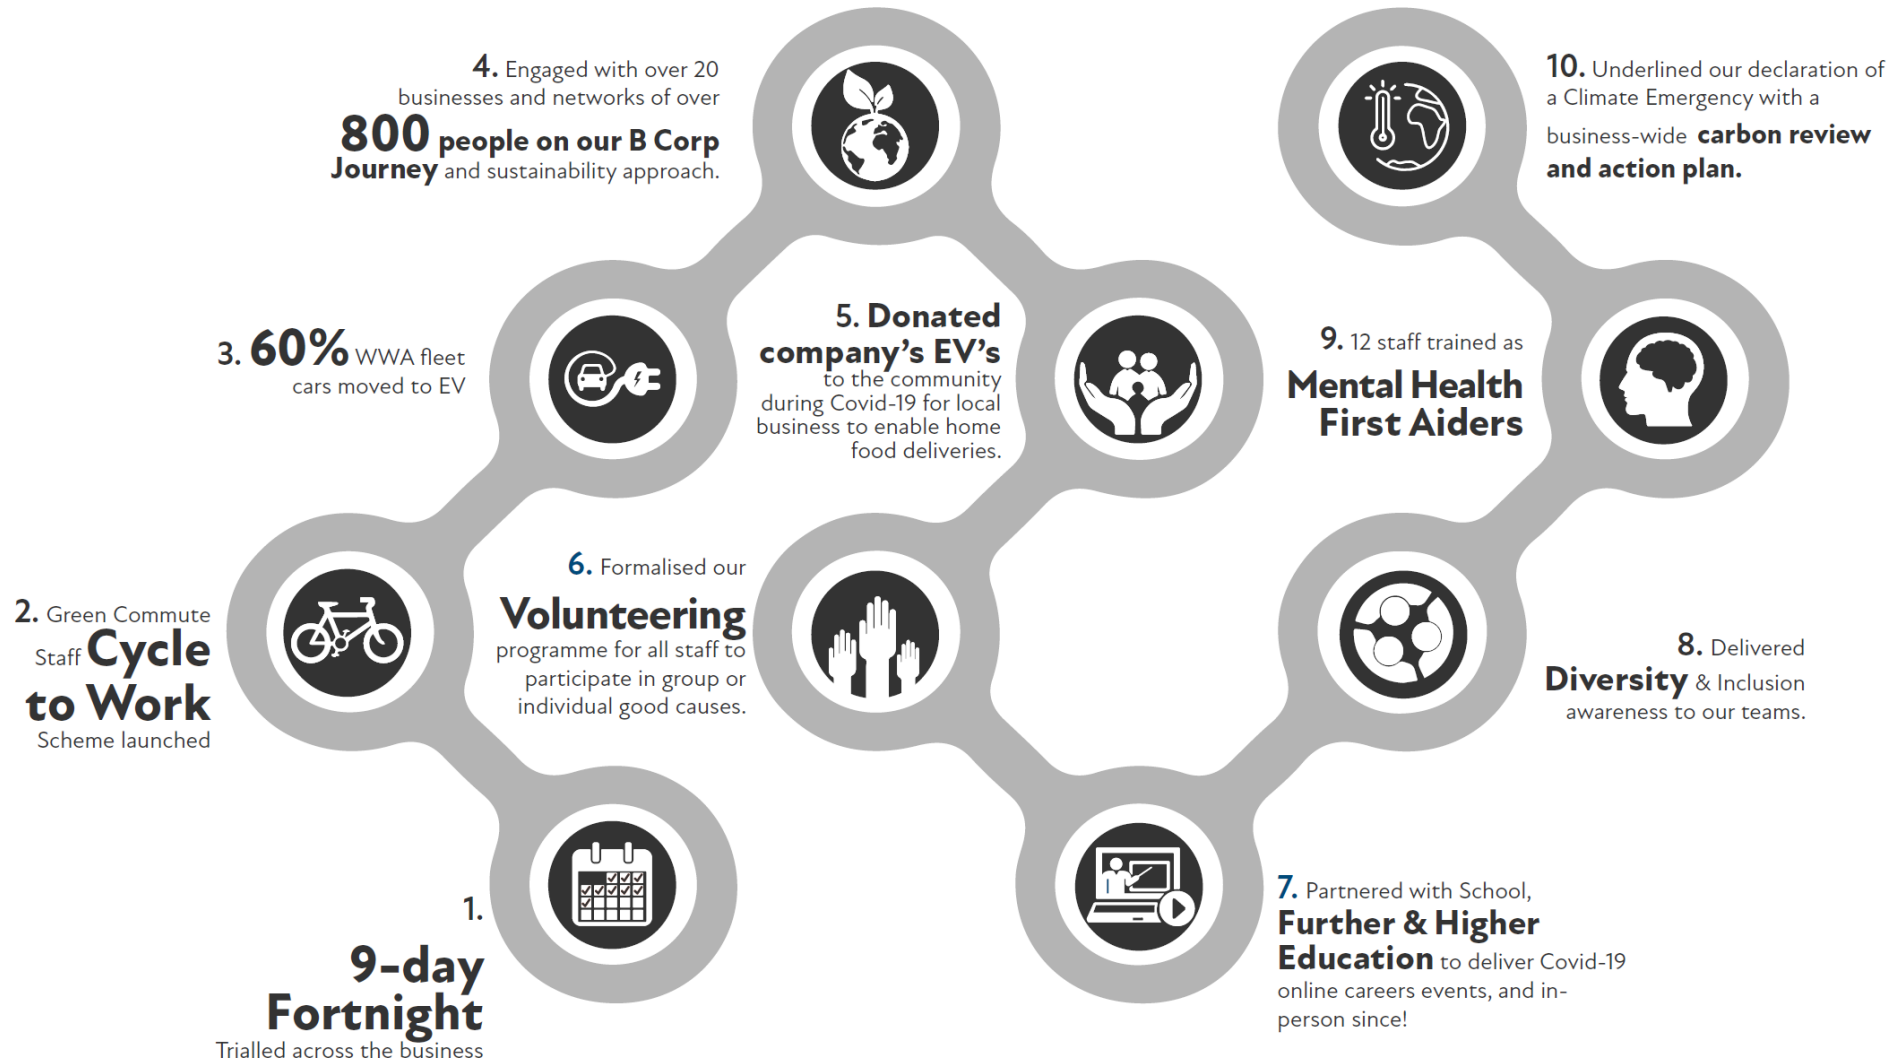 1.
9-day
Fortnight
Trialled across the business
2. Green Commute
Staff Cycle
to Work
Scheme launched
3. 60% WWA fleet
cars moved to EV
4. Engaged with over 20
businesses and networks of over
800 people on our B Corp
Journey and sustainability approach.
5. Donated
company’s EV’s
to the community
during Covid-19 for local
business to enable home
food deliveries.
6. Formalised our
Volunteering
programme for all staff to
participate in group or
individual good causes.
7. Partnered with School,
Further & Higher
Education to deliver Covid-19
online careers events, and in-
person since!
8. Delivered
Diversity & Inclusion
awareness to our teams.
9. 12 staff trained as
Mental Health
First Aiders
10. Underlined our declaration of
a Climate Emergency with a
business-wide carbon review
and action plan.